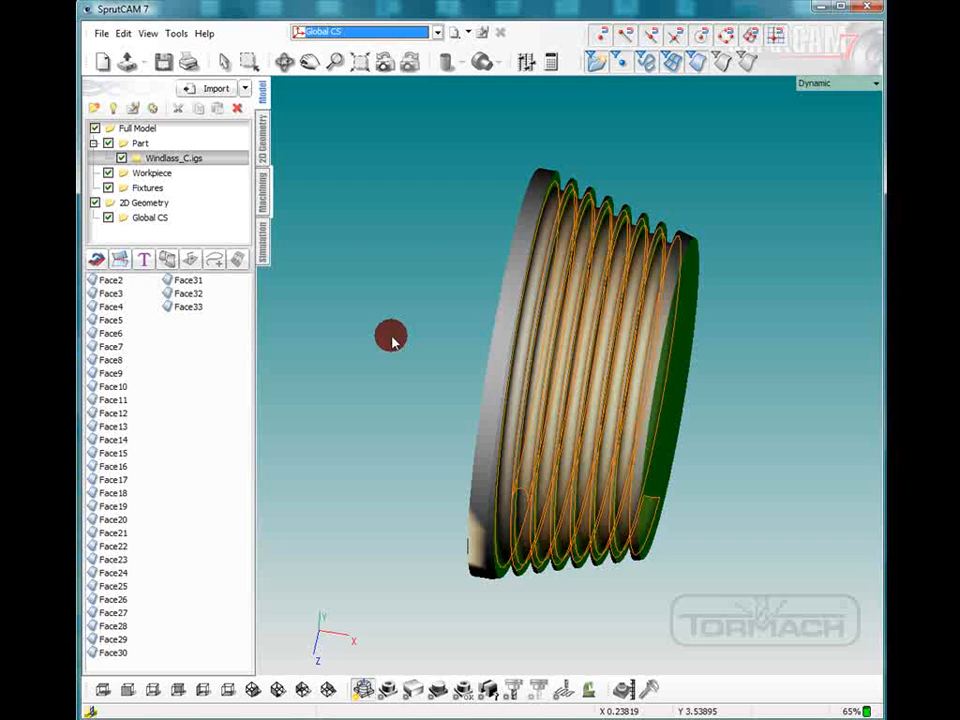 SprutCAM 7
File Edit View Tools Help
Global CS
Import
Dynamic
Full Model
Part
Windlass_C.igs
Workpiece
Fixtures
2D Geometry
Global CS
Model
2D Geometry
Machining
Simulation
Face2 Face31
Face3 Face32
Face4 Face33
Face5
Face6
Face7
Face8
Face9
Face10
Face11
Face12
Face13
Face14
Face15
Face16
Face17
Face18
Face19
Face20
Face21
Face22
Face23
Face24
Face25
Face26
Face27
Face28
Face29
Face30
Y
X
Z
TORMACH
X 0.23819 Y 3.53895 65%